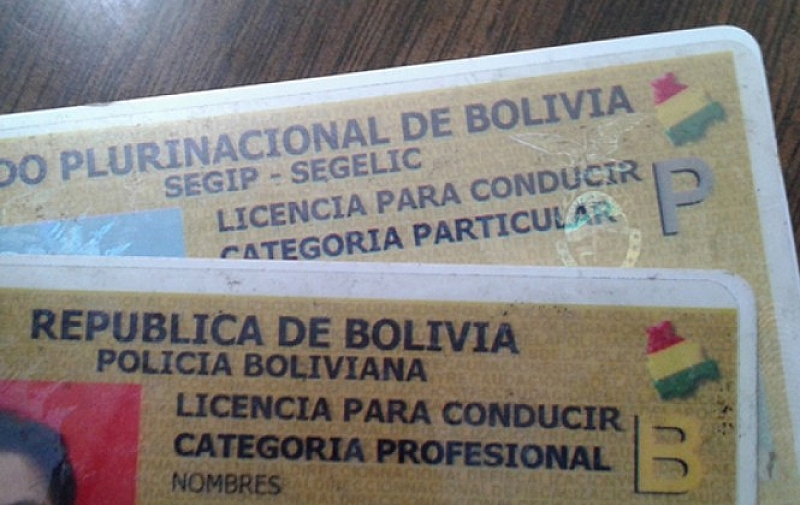 DO PLURINACIONAL DE BOLIVIA
SEGIP - SEGELIC
LICENCIA PARA CONDUCIR
CATEGORIA PARTICULAR
P
REPUBLICA DE BOLIVIA
POLICIA BOLIVIANA
LICENCIA PARA CONDUCIR
CATEGORIA PROFESIONAL
B
NOMBRES